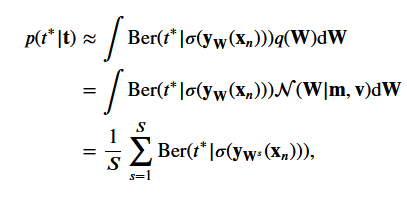 p(t*|t) ≈ ∫ Ber(t*|σ(y_W(x_n)))q(W)dW
= ∫ Ber(t*|σ(y_W(x_n)))𝒩(W|m, v)dW
= 1/S ∑_{s=1}^{S} Ber(t*|σ(y_{W^s}(x_n))),